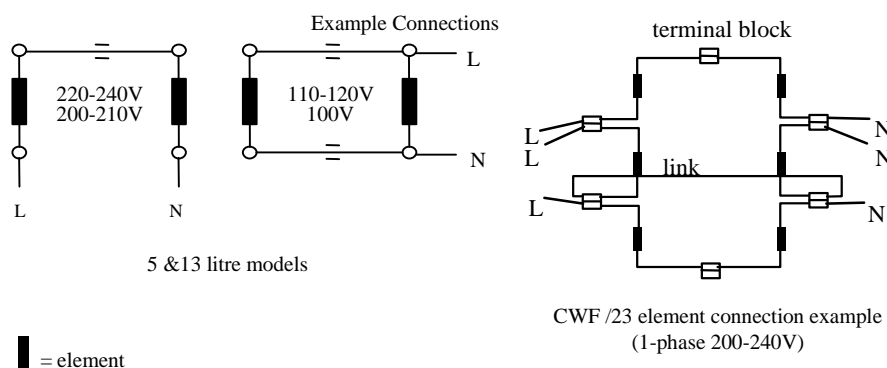 Example Connections
220-240V
200-210V
L
N
110-120V
100V
L
N
5 &13 litre models
= element
terminal block
L
L
N
N
link
L
N
CWF /23 element connection example
(1-phase 200-240V)